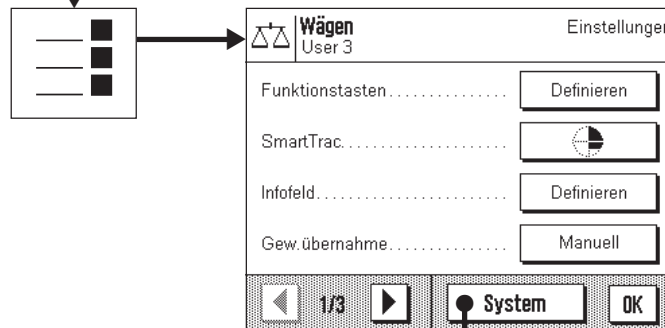 Wägen
Einstellungen
User 3
Funktionstasten............... Definieren
SmartTrac......................
Infofeld........................ Definieren
Gew.übernahme............... Manuell
1/3
System
OK